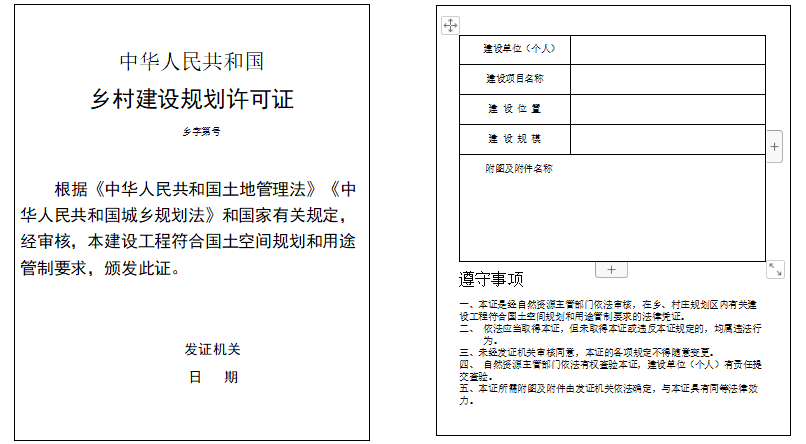 中华人民共和国
乡村建设规划许可证
乡字第号
根据《中华人民共和国土地管理法》《中
华人民共和国城乡规划法》和国家有关规定，
经审核，本建设工程符合国土空间规划和用途
管制要求，颁发此证。
发证机关
日 期
建设单位（个人）
建设项目名称
建 设 位 置
建 设 规 模
附图及附件名称
遵守事项
一、本证是经自然资源主管部门依法审核，在乡、村庄规划区内有关建
设工程符合国土空间规划和用途管制要求的法律凭证。
二、 依法应当取得本证，但未取得本证或违反本证规定的，均属违法行
为。
三、未经发证机关审核同意，本证的各项规定不得随意变更。
四、 自然资源主管部门依法有权查验本证，建设单位（个人）有责任提
交查验。
五、本证所需附图及附件由发证机关依法确定，与本证具有同等法律效
力。